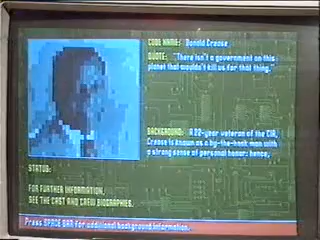 CODE NAME: Donald Crease
QUOTE: "There isn't a government on this
planet that wouldn't kill us for that thing."
BACKGROUND: A 22-year veteran of the CIA,
Crease is known as a by-the-book man with
a strong sense of personal honor: hence,
STATUS:
FOR FURTHER INFORMATION,
SEE THE CAST AND CREW BIOGRAPHIES.
Press SPACE BAR for additional background information.